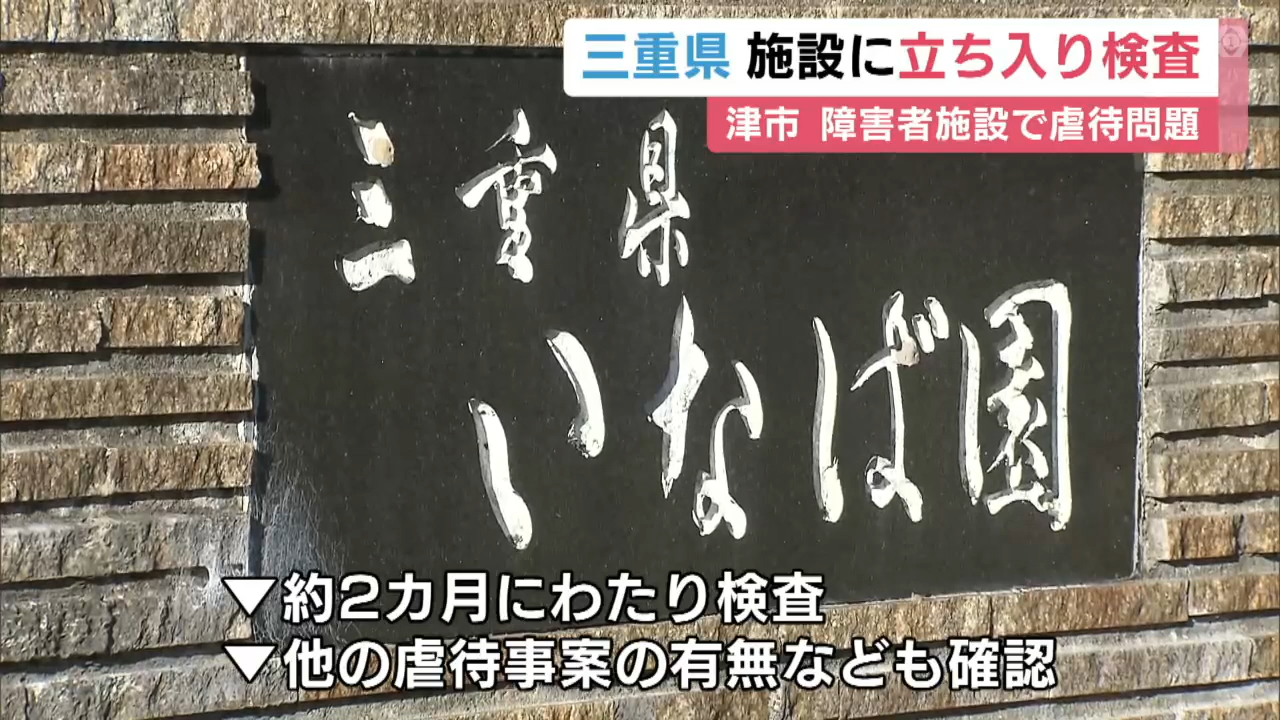 三重県 施設に立ち入り検査
津市 障害者施設で虐待問題
三重県
いなば園
▼約2カ月にわたり検査
▼他の虐待事案の有無なども確認